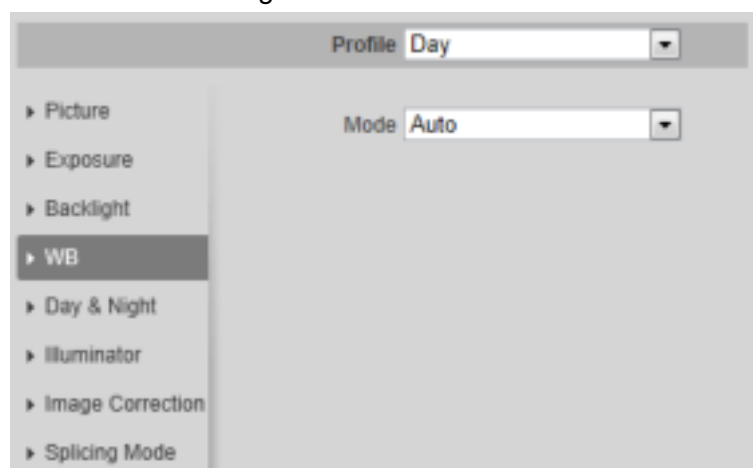 Profile Day
Mode Auto
Picture
Exposure
Backlight
WB
Day & Night
Illuminator
Image Correction
Splicing Mode